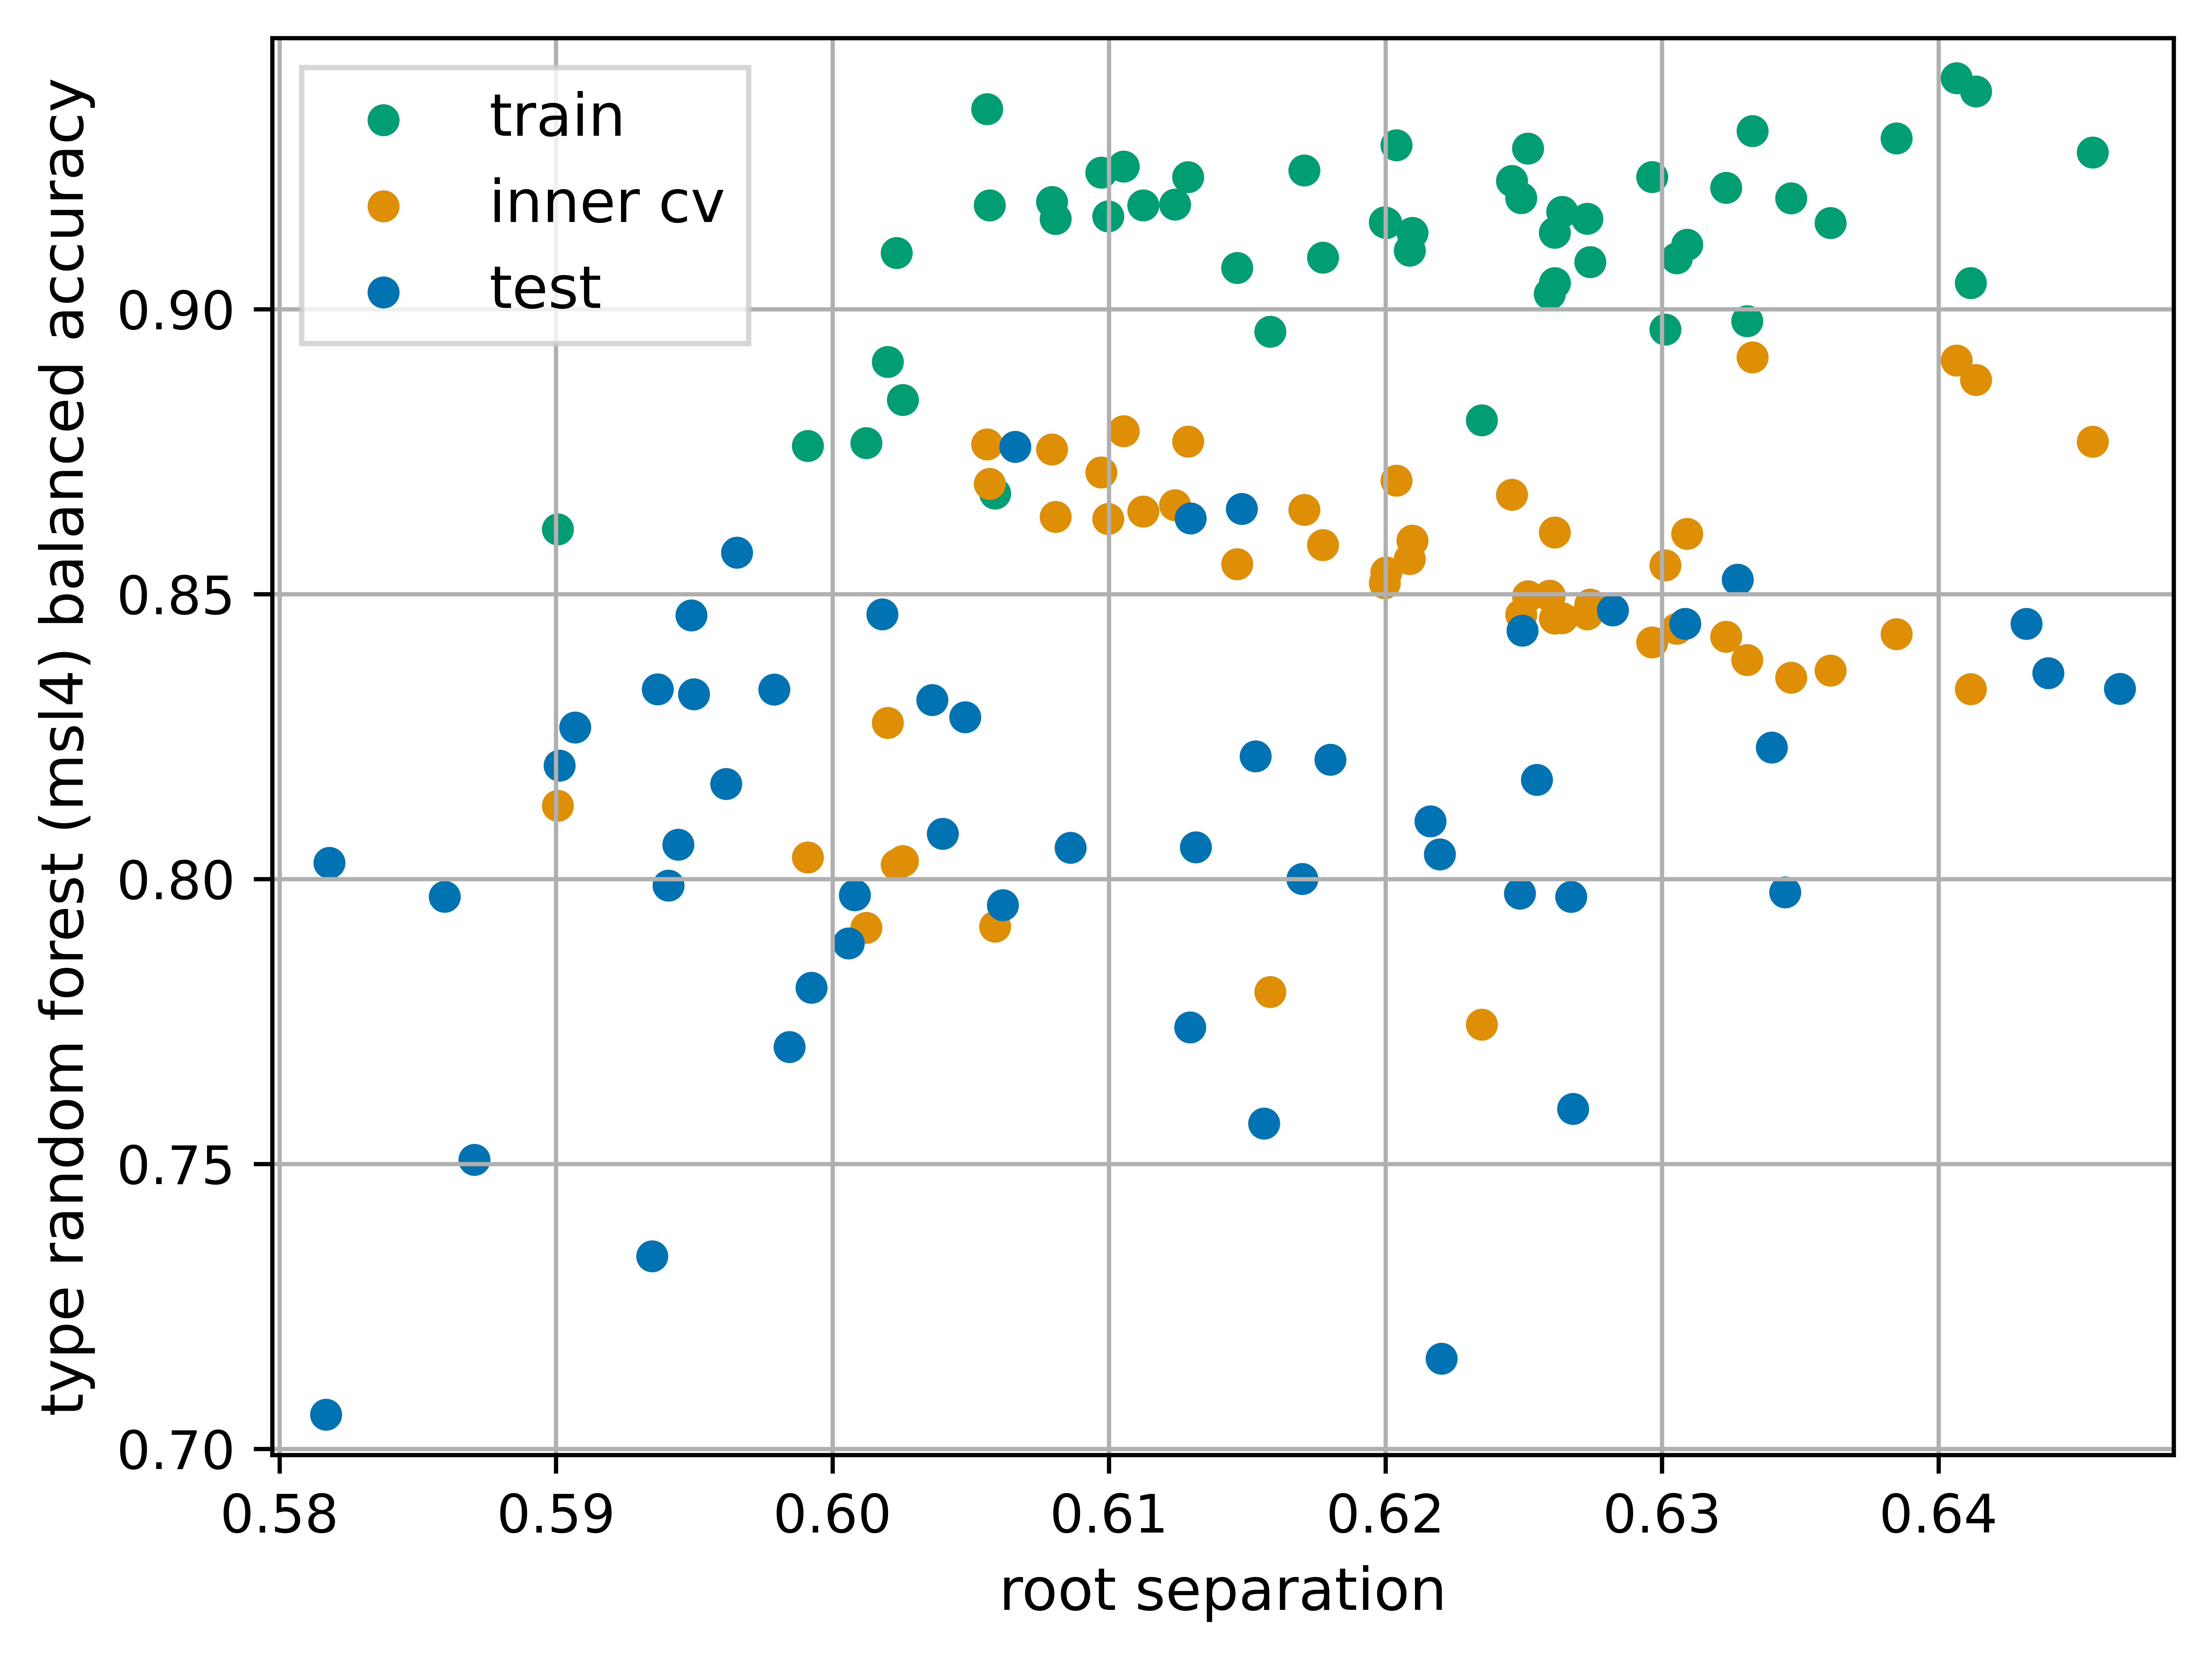 train
inner cv
test
type random forest (msl4) balanced accuracy
0.90
0.85
0.80
0.75
0.70
0.58 0.59 0.60 0.61 0.62 0.63 0.64
root separation